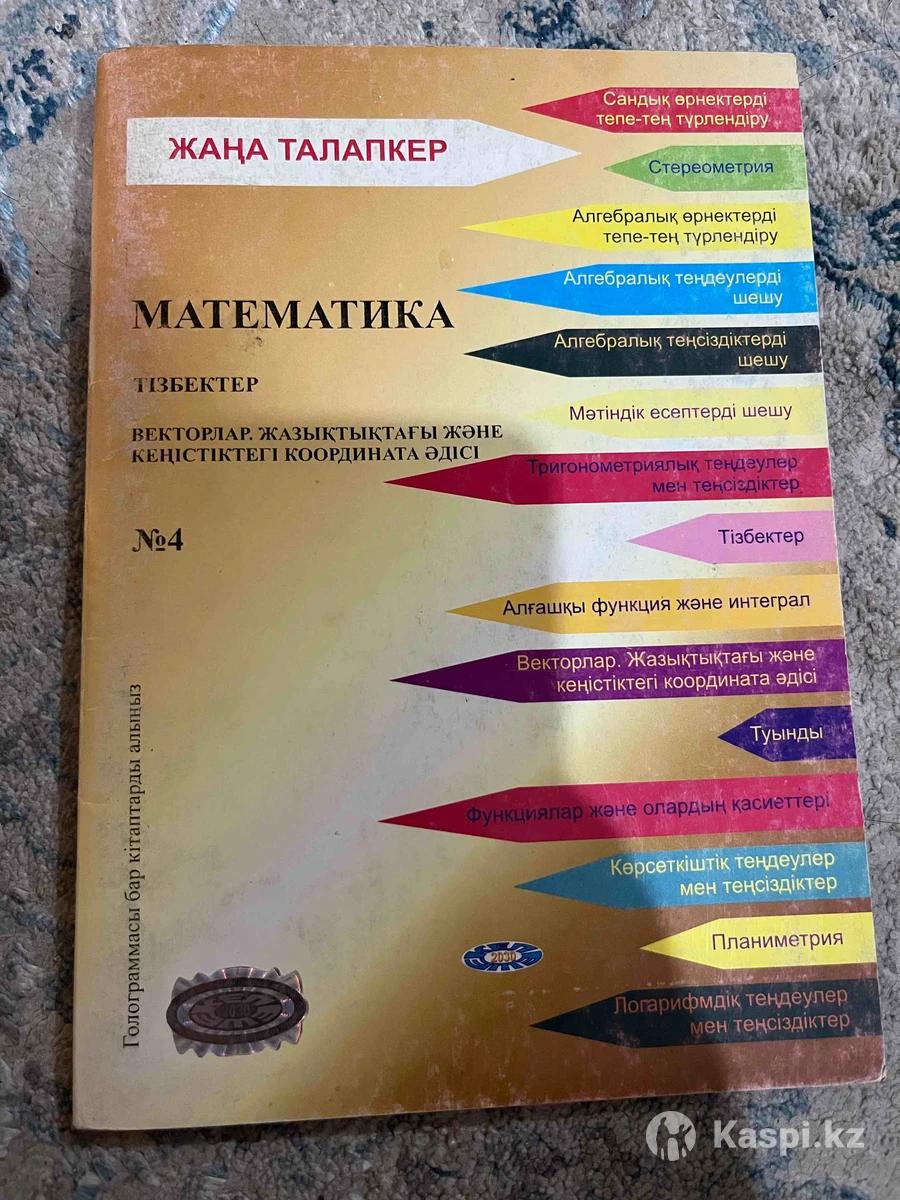 ЖАҢА ТАЛАПКЕР
МАТЕМАТИКА
ТІЗБЕКТЕР
ВЕКТОРЛАР. ЖАЗЫҚТЫҚТАҒЫ ЖӘНЕ
КЕҢІСТІКТЕГІ КООРДИНАТА ӘДІСІ
№4
Голограммасы бар кітаптарды алыңыз
Сандық өрнектерді
тепе-тең түрлендіру
Стереометрия
Алгебралық өрнектерді
тепе-тең түрлендіру
Алгебралық теңдеулерді
шешу
Алгебралық теңсіздіктерді
шешу
Мәтіндік есептерді шешу
Тригонометриялық теңдеулер
мен теңсіздіктер
Тізбектер
Алғашқы функция және интеграл
Векторлар. Жазықтықтағы және
кеңістіктегі координата әдісі
Туынды
Функциялар және олардың қасиеттері
Көрсеткіштік теңдеулер
мен теңсіздіктер
Планиметрия
Логарифмдік теңдеулер
мен теңсіздіктер
2030
Kaspi.kz